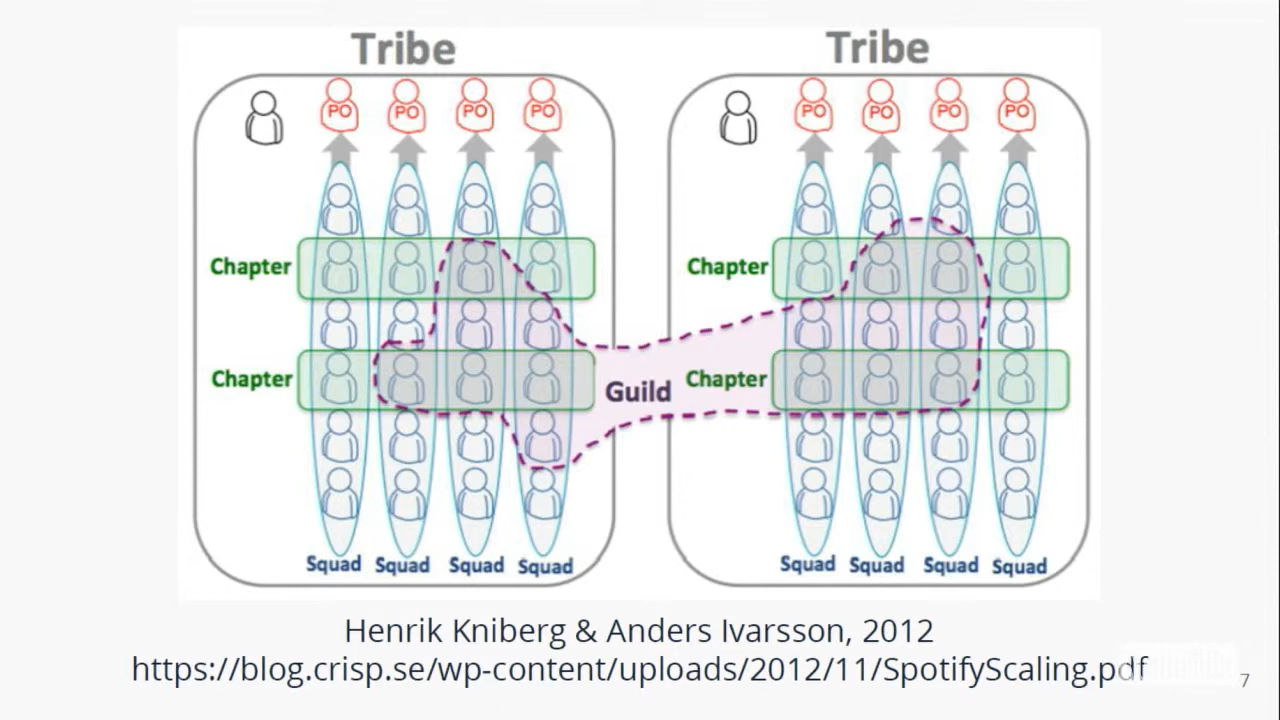 Tribe Tribe
PO PO PO PO PO PO PO PO
Chapter Chapter
Chapter Guild Chapter
Squad Squad Squad Squad Squad Squad Squad Squad
Henrik Kniberg & Anders Ivarsson, 2012
https://blog.crisp.se/wp-content/uploads/2012/11/SpotifyScaling.pdf
7